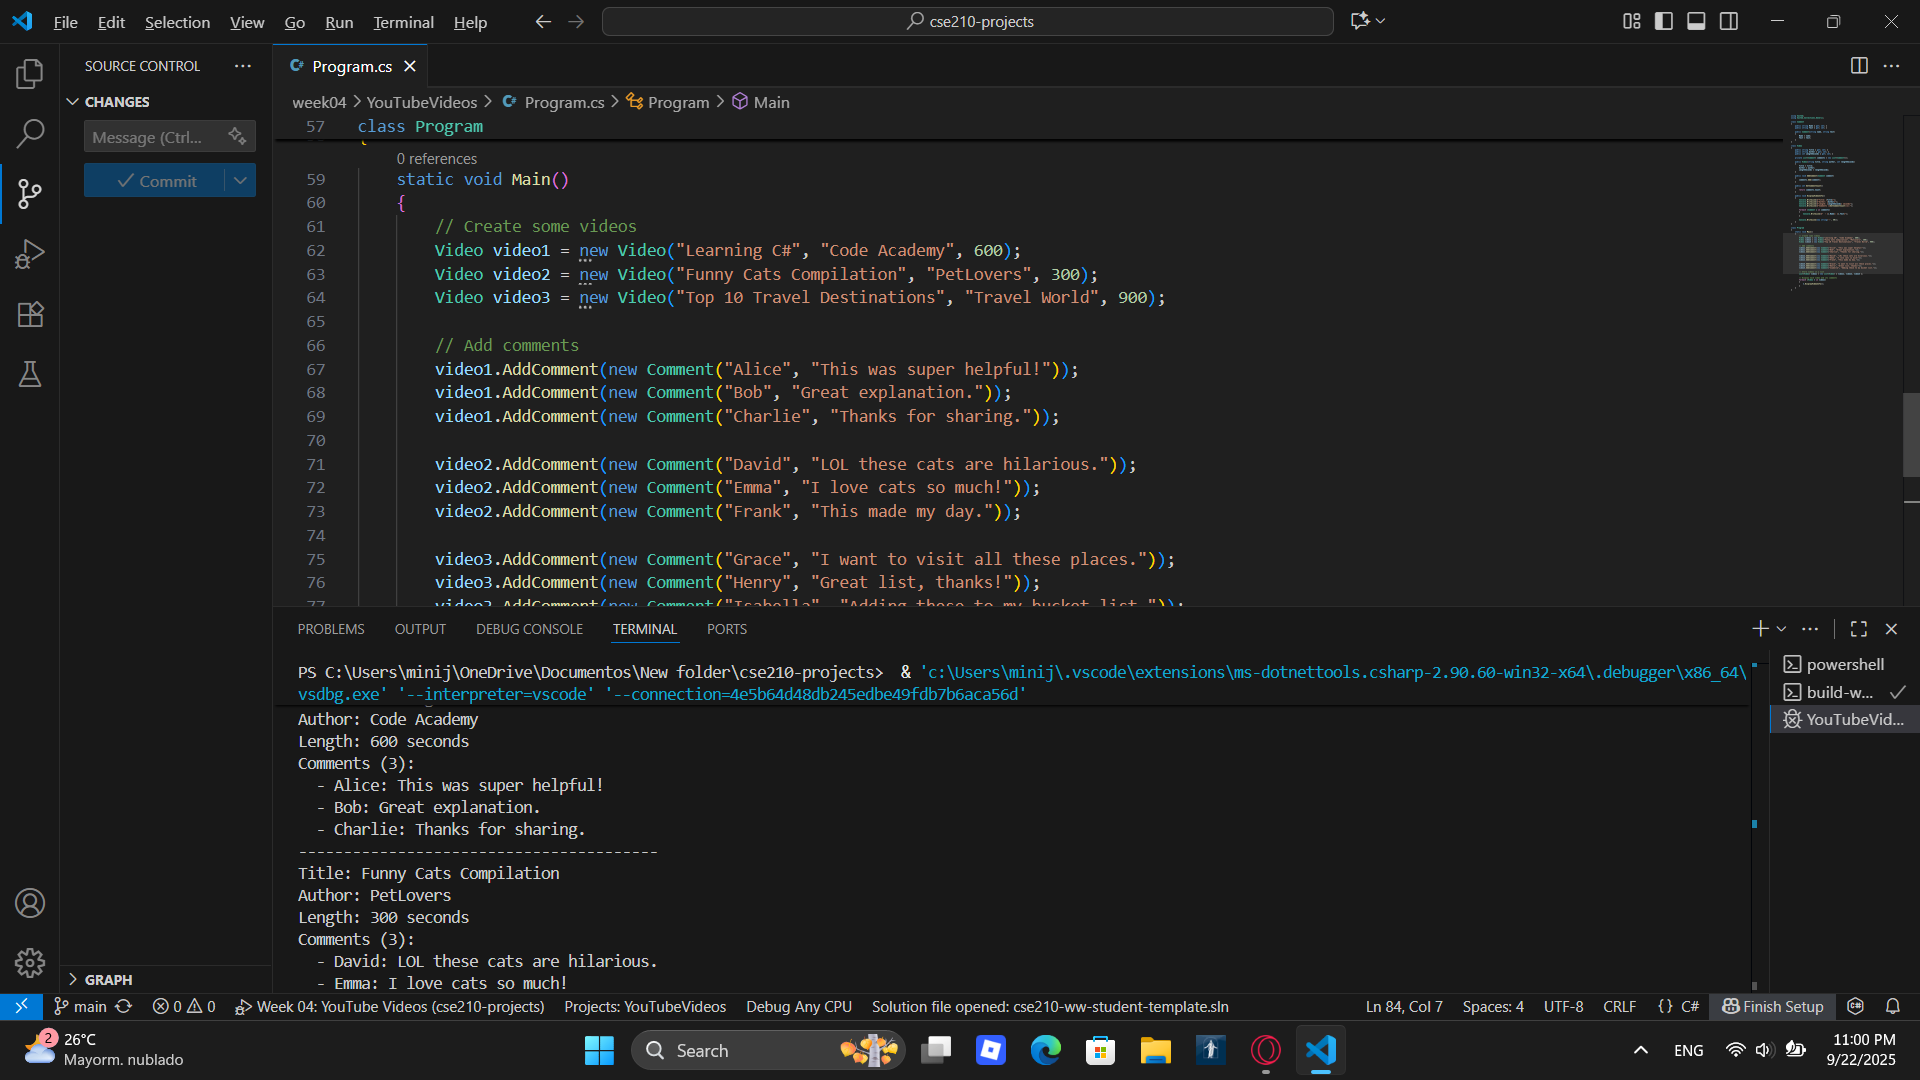 File Edit Selection View Go Run Terminal Help
cse210-projects
SOURCE CONTROL
CHANGES
Message (Ctrl...
Commit
GRAPH
Program.cs
week04 > YouTubeVideos > Program.cs > Program > Main
57 class Program
0 references
59 static void Main()
60 {
61 // Create some videos
62 Video video1 = new Video("Learning C#", "Code Academy", 600);
63 Video video2 = new Video("Funny Cats Compilation", "PetLovers", 300);
64 Video video3 = new Video("Top 10 Travel Destinations", "Travel World", 900);
65
66 // Add comments
67 video1.AddComment(new Comment("Alice", "This was super helpful!"));
68 video1.AddComment(new Comment("Bob", "Great explanation."));
69 video1.AddComment(new Comment("Charlie", "Thanks for sharing."));
70
71 video2.AddComment(new Comment("David", "LOL these cats are hilarious."));
72 video2.AddComment(new Comment("Emma", "I love cats so much!"));
73 video2.AddComment(new Comment("Frank", "This made my day."));
74
75 video3.AddComment(new Comment("Grace", "I want to visit all these places."));
76 video3.AddComment(new Comment("Henry", "Great list, thanks!"));
77 video3.AddComment(new Comment("Isabella", "Adding these to my bucket list."));
PROBLEMS OUTPUT DEBUG CONSOLE TERMINAL PORTS
PS C:\Users\minij\OneDrive\Documentos\New folder\cse210-projects> & 'c:\Users\minij\.vscode\extensions\ms-dotnettools.csharp-2.90.60-win32-x64\.debugger\x86_64\
vsdbg.exe' '--interpreter=vscode' '--connection=4e5b64d48db245edbe49fdb7b6aca56d'
Author: Code Academy
Length: 600 seconds
Comments (3):
- Alice: This was super helpful!
- Bob: Great explanation.
- Charlie: Thanks for sharing.
----------------------------------------
Title: Funny Cats Compilation
Author: PetLovers
Length: 300 seconds
Comments (3):
- David: LOL these cats are hilarious.
- Emma: I love cats so much!
powershell
build-w...
YouTubeVid...
main 0 0 Week 04: YouTube Videos (cse210-projects) Projects: YouTubeVideos Debug Any CPU Solution file opened: cse210-ww-student-template.sln Ln 84, Col 7 Spaces: 4 UTF-8 CRLF {} C# Finish Setup
2
26°C
Mayorm. nublado
Search
ENG
11:00 PM
9/22/2025